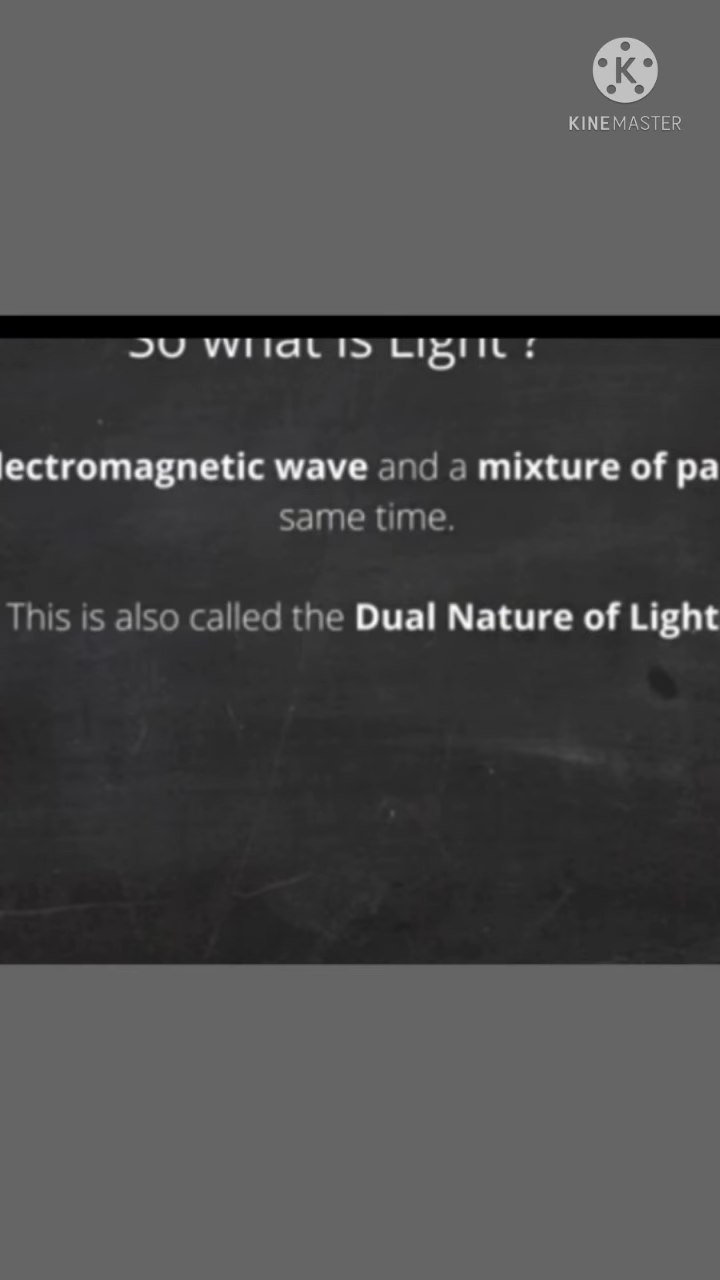 KINEMASTER
So what is Light ?
lectromagnetic wave and a mixture of pa
same time.
This is also called the Dual Nature of Light